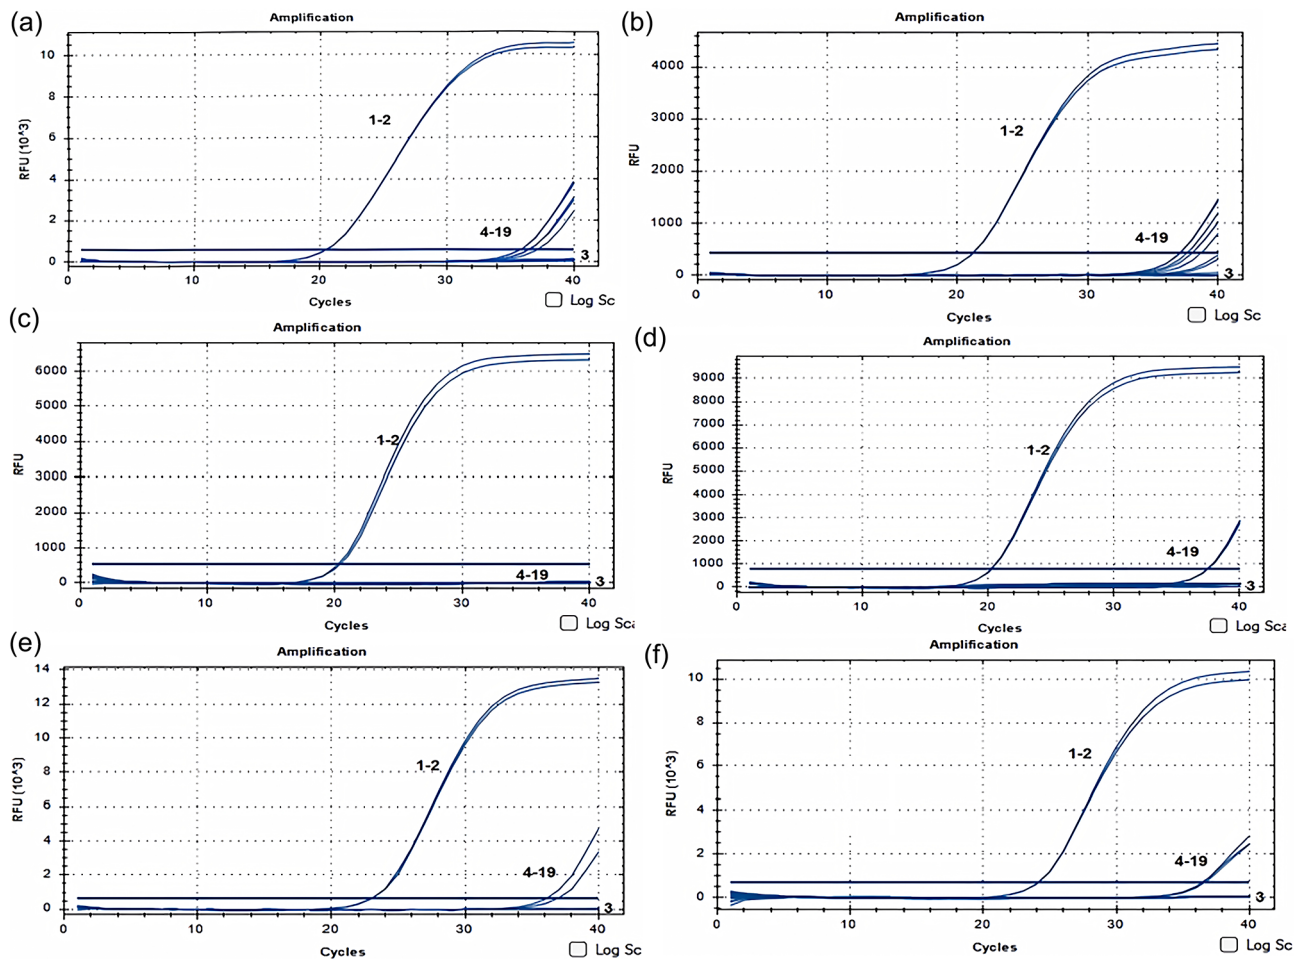 (a)
Amplification
10
8
6
4
2
0
RFU (10^3)
1-2
4-19
3
0 10 20 30 40
Cycles
Log Sc
(b)
Amplification
4000
3000
2000
1000
0
RFU
1-2
4-19
3
0 10 20 30 40
Cycles
Log Sc
(c)
Amplification
6000
5000
4000
3000
2000
1000
0
RFU
1-2
4-19
3
0 10 20 30 40
Cycles
Log Sca
(d)
Amplification
9000
8000
7000
6000
5000
4000
3000
2000
1000
0
RFU
1-2
4-19
3
0 10 20 30 40
Cycles
Log Sca
(e)
Amplification
14
12
10
8
6
4
2
0
RFU (10^3)
1-2
4-19
3
0 10 20 30 40
Cycles
Log Sc
(f)
Amplification
10
8
6
4
2
0
RFU (10^3)
1-2
4-19
3
0 10 20 30 40
Cycles
Log Sc